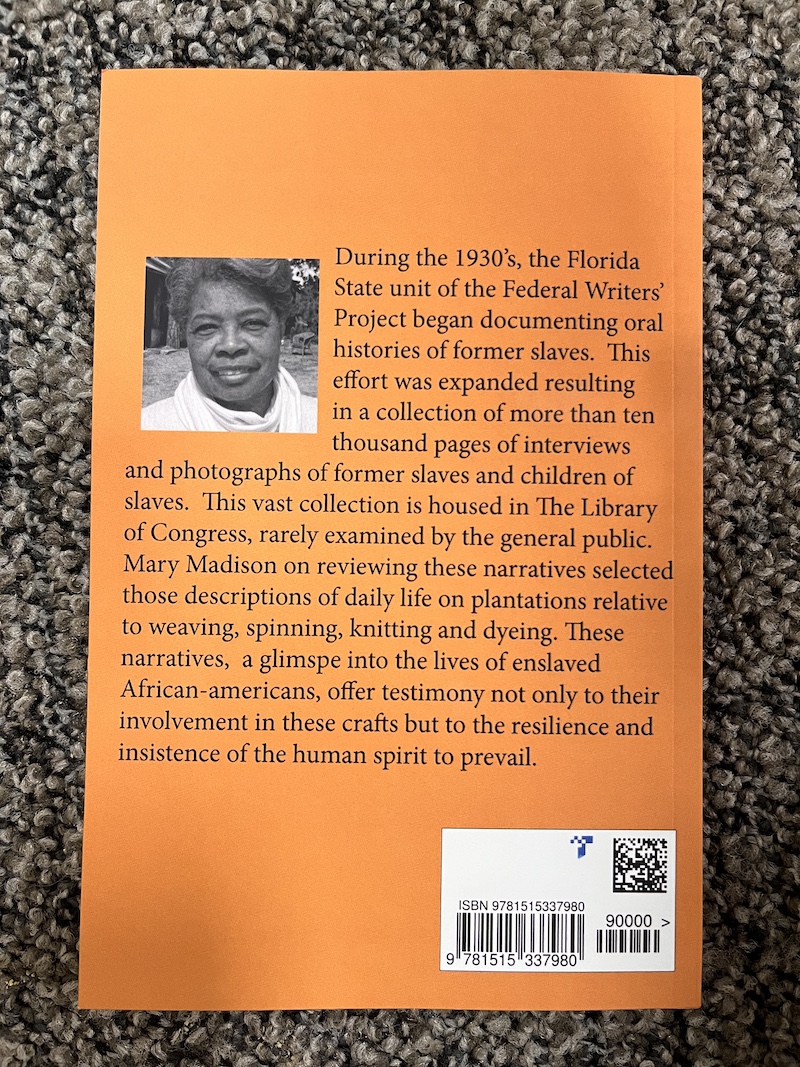 During the 1930's, the Florida
State unit of the Federal Writers'
Project began documenting oral
histories of former slaves.  This
effort was expanded resulting
in a collection of more than ten
thousand pages of interviews
and photographs of former slaves and children of
slaves.  This vast collection is housed in The Library
of Congress, rarely examined by the general public.
Mary Madison on reviewing these narratives selected
those descriptions of daily life on plantations relative
to weaving, spinning, knitting and dyeing. These
narratives,  a glimspe into the lives of enslaved
African-americans, offer testimony not only to their
involvement in these crafts but to the resilience and
insistence of the human spirit to prevail.
ISBN 9781515337980
90000 >
9 781515 337980